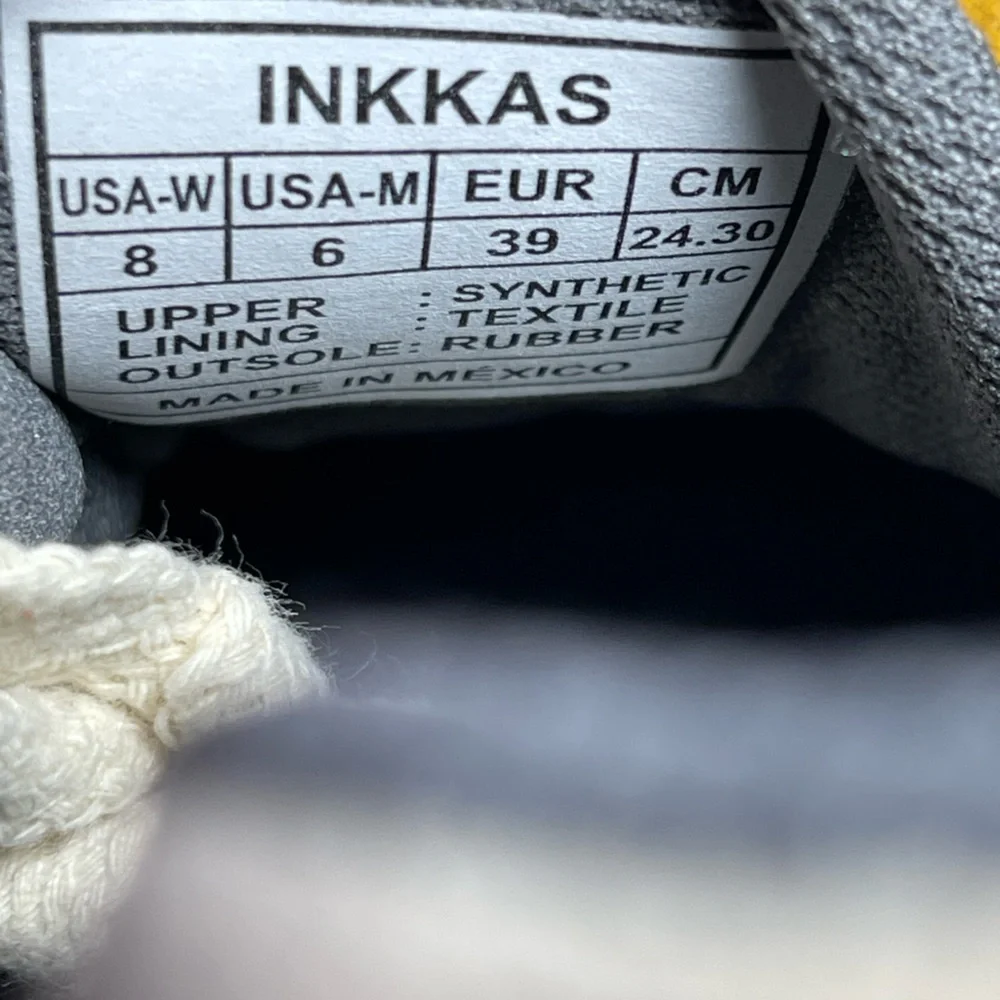 INKKAS
USA-W USA-M EUR CM
8 6 39 24.30
UPPER : SYNTHETIC
LINING : TEXTILE
OUTSOLE: RUBBER
MADE IN MÉXICO